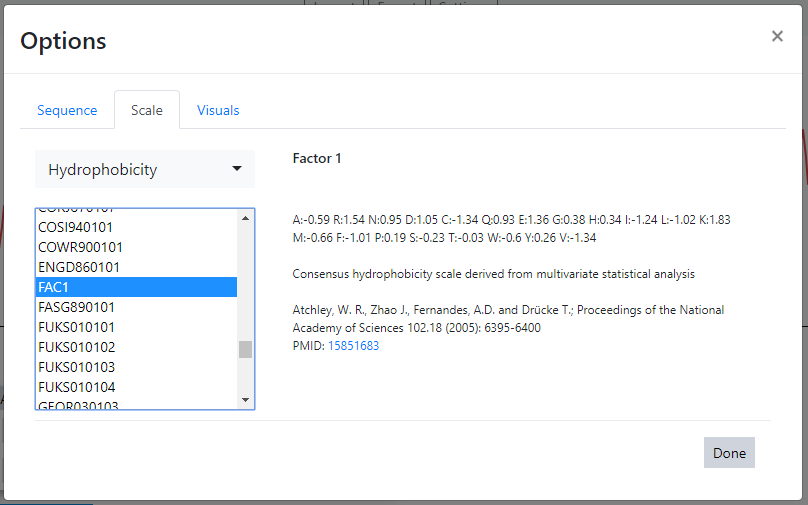 Options
×
Sequence
Scale
Visuals
Hydrophobicity
Factor 1
COSI940101
COWR900101
ENGD860101
FAC1
FASG890101
FUKS010101
FUKS010102
FUKS010103
FUKS010104
GEOR030103
A:-0.59 R:1.54 N:0.95 D:1.05 C:-1.34 Q:0.93 E:1.36 G:0.38 H:0.34 I:-1.24 L:-1.02 K:1.83
M:-0.66 F:-1.01 P:0.19 S:-0.23 T:-0.03 W:-0.6 Y:0.26 V:-1.34
Consensus hydrophobicity scale derived from multivariate statistical analysis
Atchley, W. R., Zhao J., Fernandes, A.D. and Drücke T.; Proceedings of the National
Academy of Sciences 102.18 (2005): 6395-6400
PMID: 15851683
Done